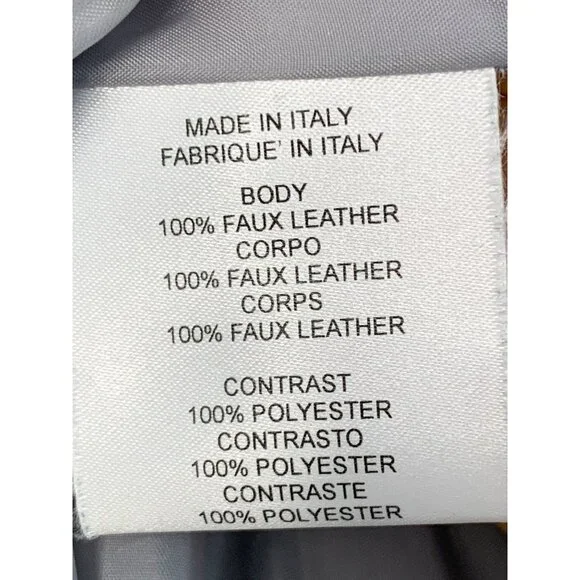 MADE IN ITALY
FABRIQUE' IN ITALY
BODY
100% FAUX LEATHER
CORPO
100% FAUX LEATHER
CORPS
100% FAUX LEATHER
CONTRAST
100% POLYESTER
CONTRASTO
100% POLYESTER
CONTRASTE
100% POLYESTER